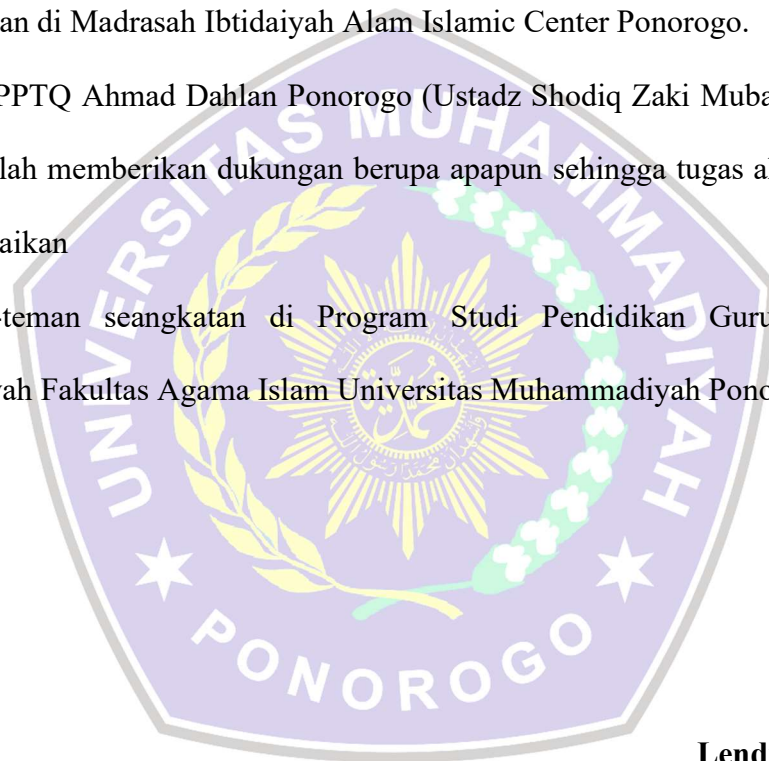 an di Madrasah Ibtidaiyah Alam Islamic Center Ponorogo.
PPTQ Ahmad Dahlan Ponorogo (Ustadz Shodiq Zaki Muba
lah memberikan dukungan berupa apapun sehingga tugas a
aikan
-teman seangkatan di Program Studi Pendidikan Guru
yah Fakultas Agama Islam Universitas Muhammadiyah Pono
UNIVERSITAS MUHAMMADIYAH
PONOROGO
محمد
Lend